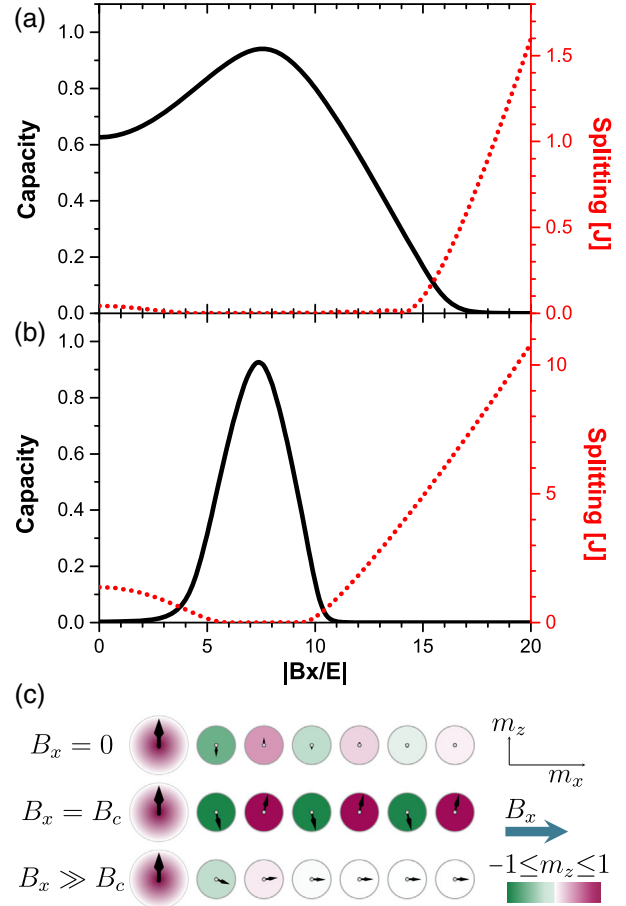 (a)
1.0
0.8
0.6
0.4
0.2
0.0
Capacity
1.5
1.0
0.5
0.0
Splitting [J]
(b)
1.0
0.8
0.6
0.4
0.2
0.0
Capacity
10
5
0
Splitting [J]
0 5 10 15 20
|Bx/E|
(c)
B_x = 0
m_z
m_x
B_x = B_c
B_x
B_x ≫ B_c
−1≤m_z≤1